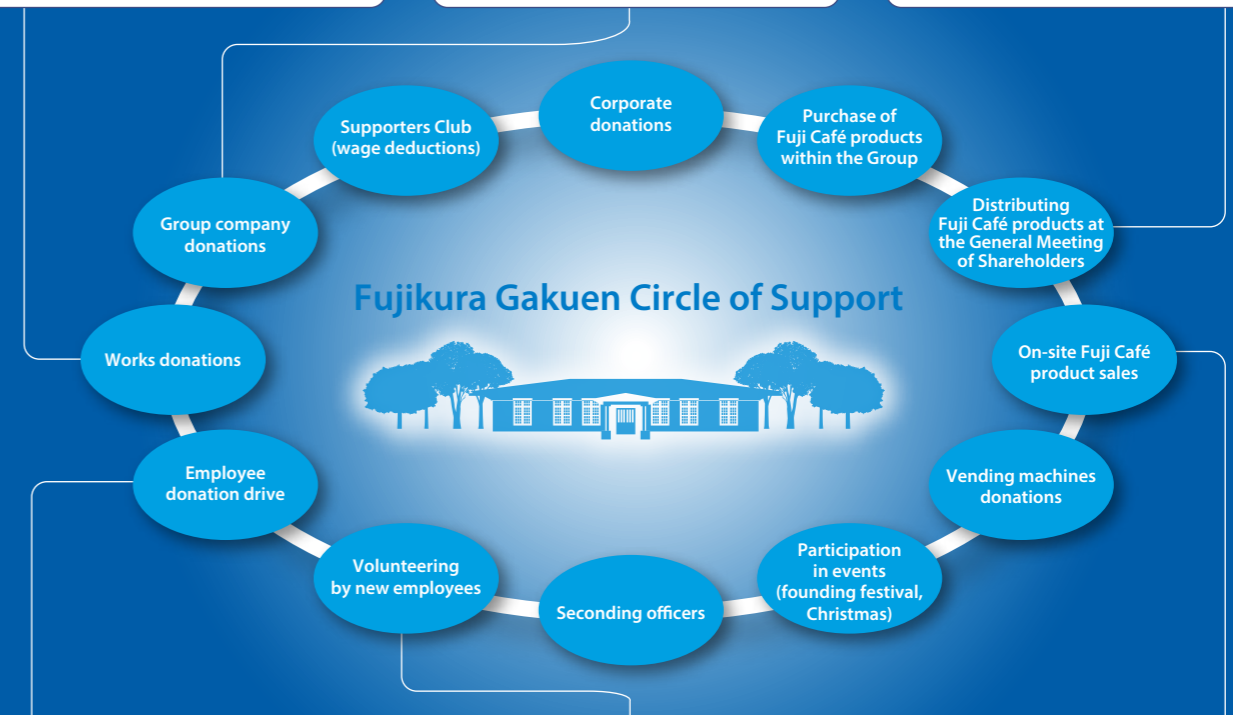 Corporate
donations
Purchase of
Fuji Café products
within the Group
Distributing
Fuji Café products at
the General Meeting
of Shareholders
On-site Fuji Café
product sales
Vending machines
donations
Participation
in events
(founding festival,
Christmas)
Seconding officers
Volunteering
by new employees
Employee
donation drive
Works donations
Group company
donations
Supporters Club
(wage deductions)
Fujikura Gakuen Circle of Support